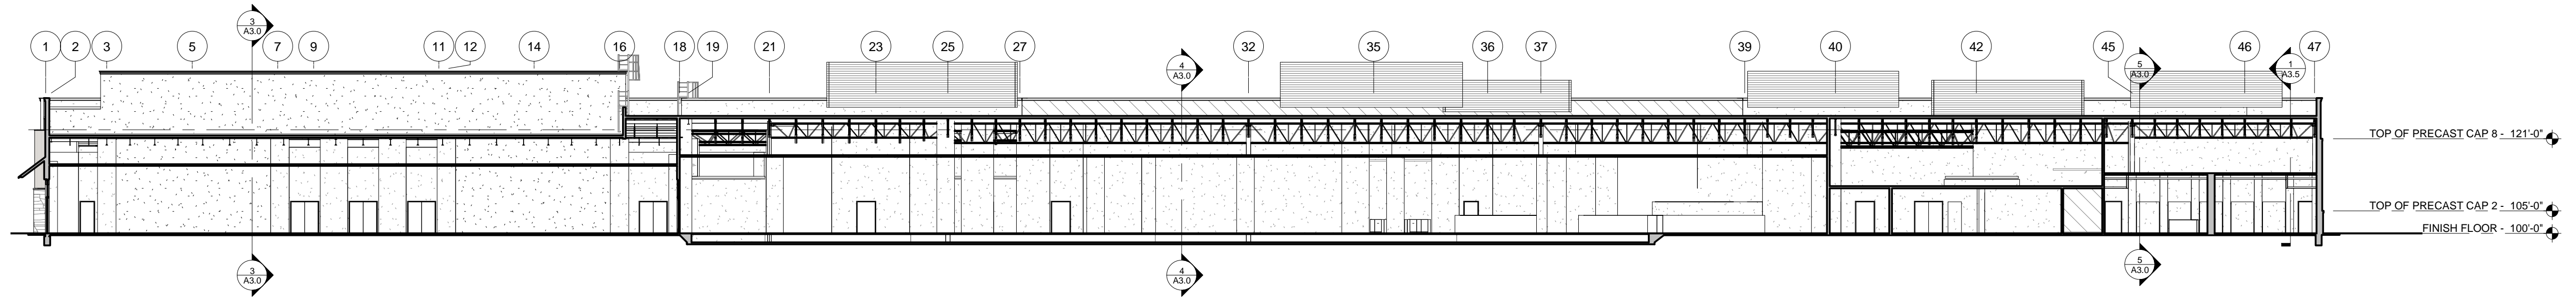 3
A3.0
1 2 3 5 7 9 11 12 14 16 18 19 21 23 25 27 32 35 36 37 39 40 42 45 46 47
4
A3.0
5
A3.0
1
A3.5
TOP OF PRECAST CAP 8 - 121'-0"
TOP OF PRECAST CAP 2 - 105'-0"
FINISH FLOOR - 100'-0"
3
A3.0
4
A3.0
5
A3.0